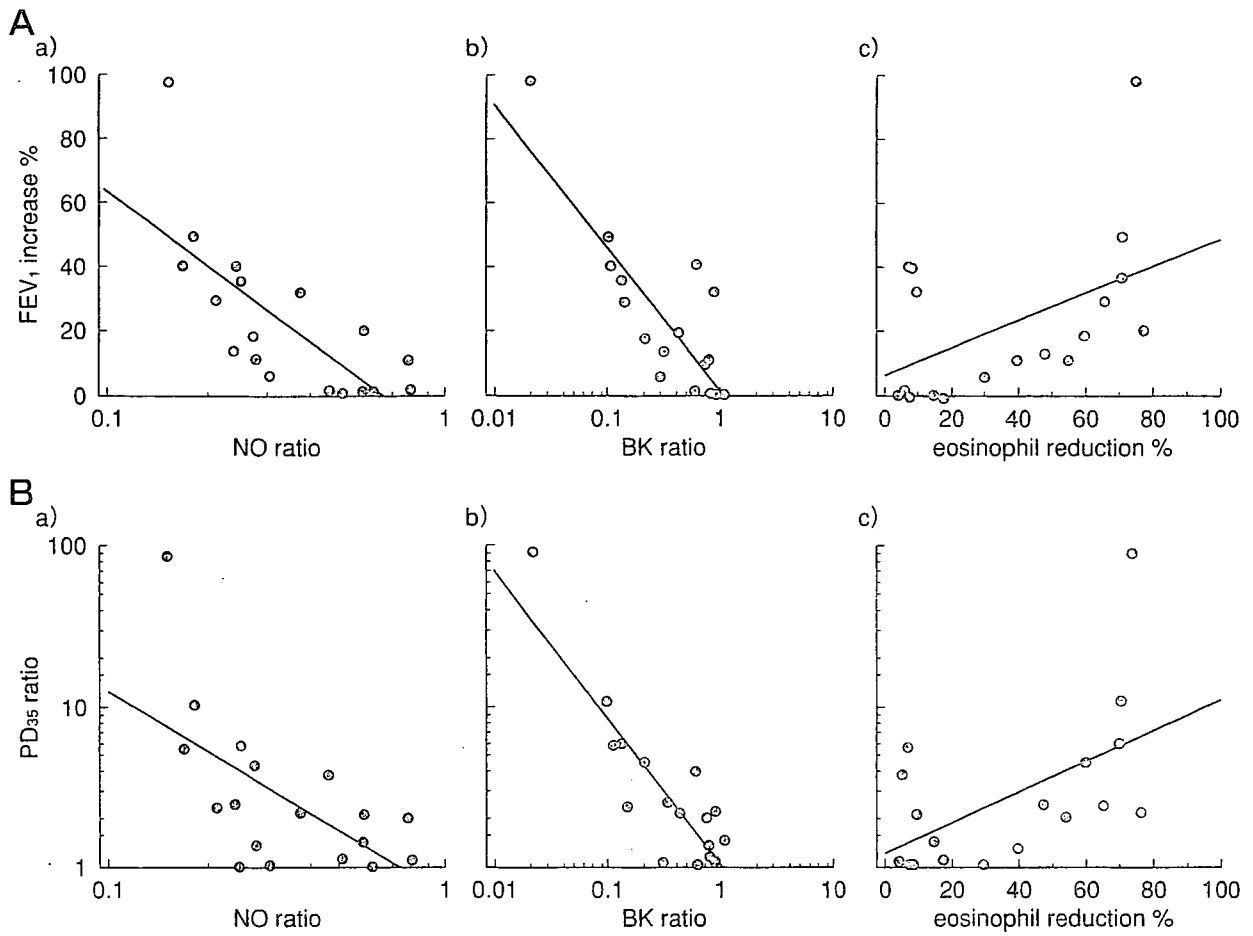 A
a)
b)
c)
FEV₁ increase %
100
80
60
40
20
0
0.1
1
NO ratio
0.01
0.1
1
10
BK ratio
0
20
40
60
80
100
eosinophil reduction %
B
a)
b)
c)
PD₃₅ ratio
100
10
1
0.1
1
NO ratio
0.01
0.1
1
10
BK ratio
0
20
40
60
80
100
eosinophil reduction %